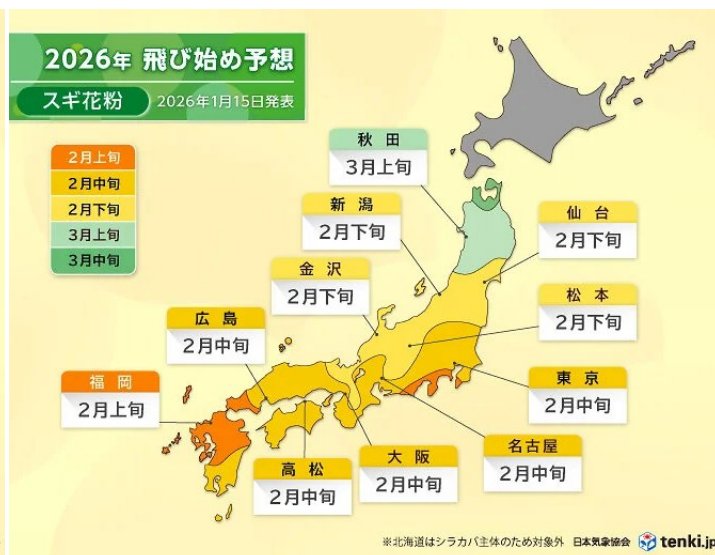 2026年 飛び始め予想
スギ花粉 2026年1月15日発表
2月上旬
2月中旬
2月下旬
3月上旬
3月中旬
秋田
3月上旬
新潟
2月下旬
仙台
2月下旬
金沢
2月下旬
松本
2月下旬
広島
2月中旬
福岡
2月上旬
東京
2月中旬
名古屋
2月中旬
大阪
2月中旬
高松
2月中旬
※北海道はシラカバ主体のため対象外 日本気象協会 tenki.jp